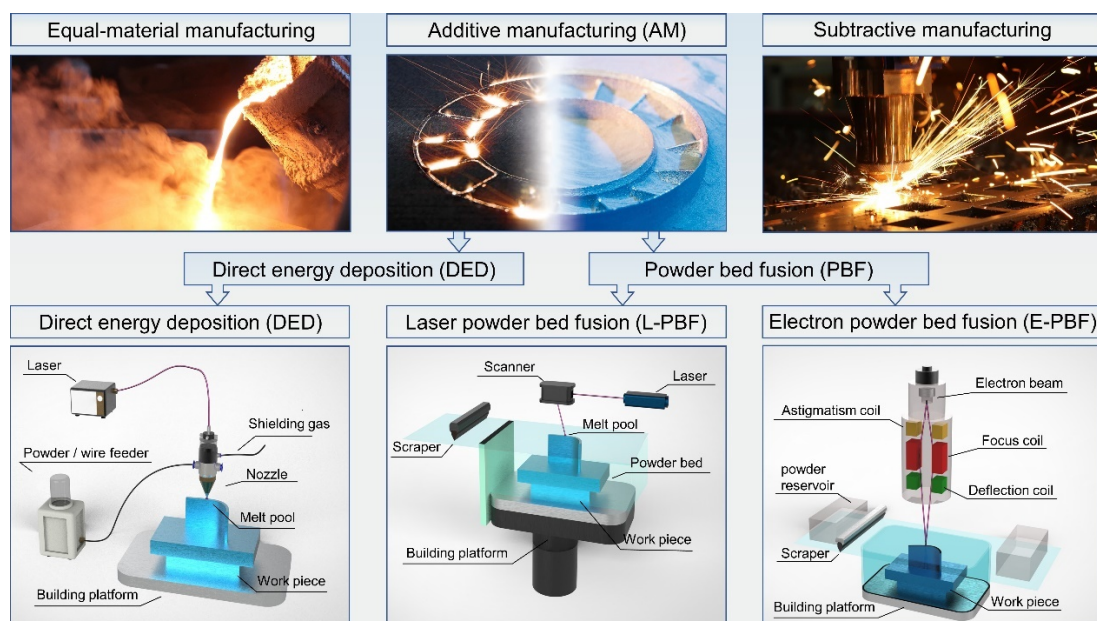 Equal-material manufacturing
Additive manufacturing (AM)
Subtractive manufacturing
Direct energy deposition (DED)
Powder bed fusion (PBF)
Direct energy deposition (DED)
Laser powder bed fusion (L-PBF)
Electron powder bed fusion (E-PBF)
Laser
Shielding gas
Powder / wire feeder
Nozzle
Melt pool
Work piece
Building platform
Scanner
Laser
Melt pool
Scraper
Powder bed
Work piece
Building platform
Electron beam
Astigmatism coil
Focus coil
powder
reservoir
Deflection coil
Scraper
Work piece
Building platform